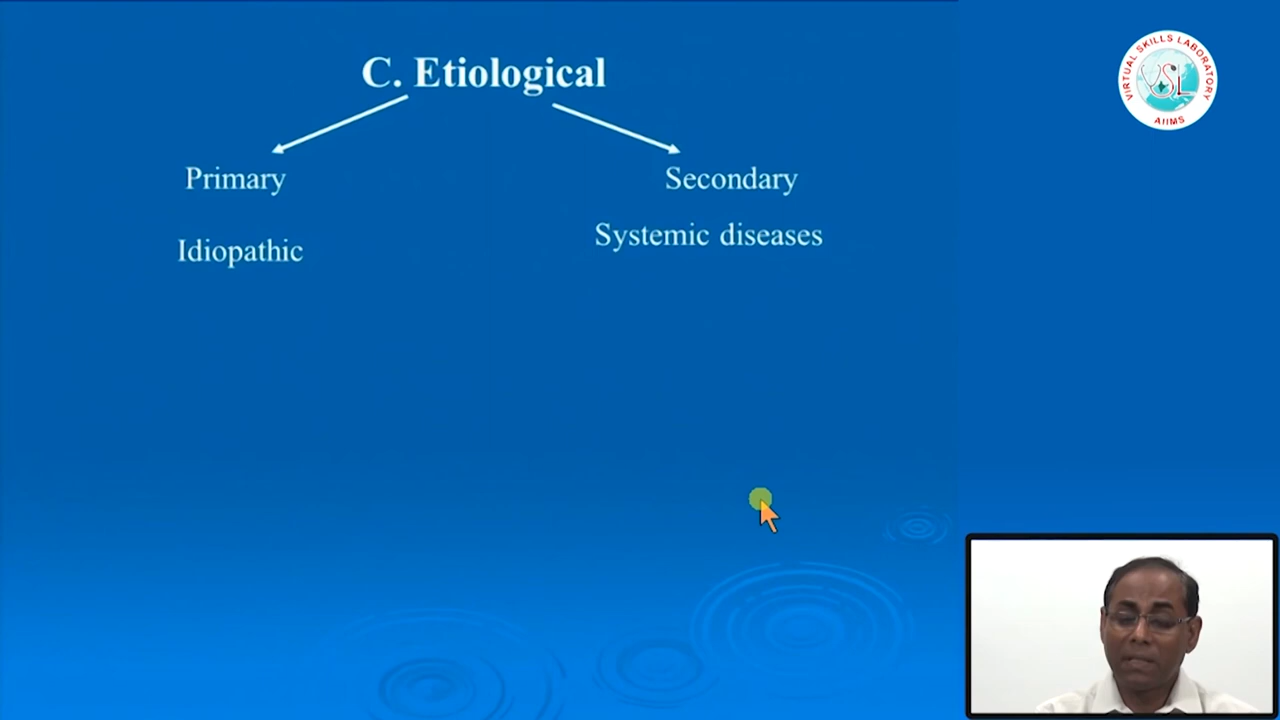 C. Etiological
Primary
Secondary
Systemic diseases
Idiopathic
VIRTUAL SKILLS LABORATORY
VSL
AIIMS